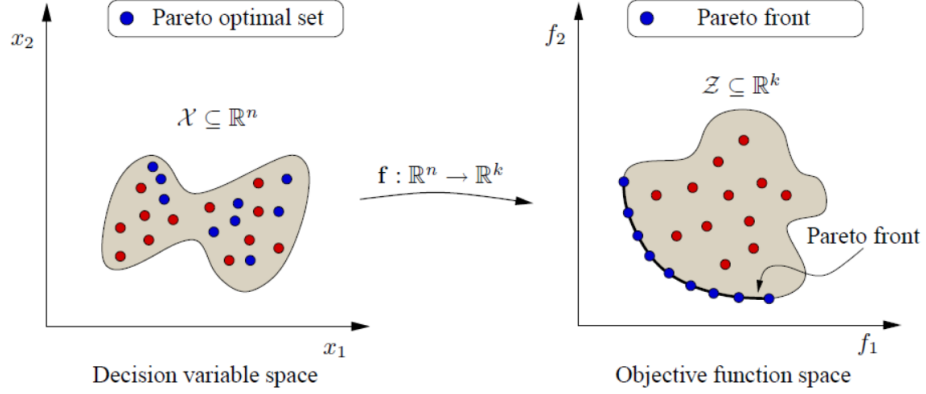 Pareto optimal set
x₂
𝒳 ⊆ ℝⁿ
x₁
Decision variable space
f : ℝⁿ → ℝᵏ
Pareto front
f₂
𝒵 ⊆ ℝᵏ
Pareto front
f₁
Objective function space